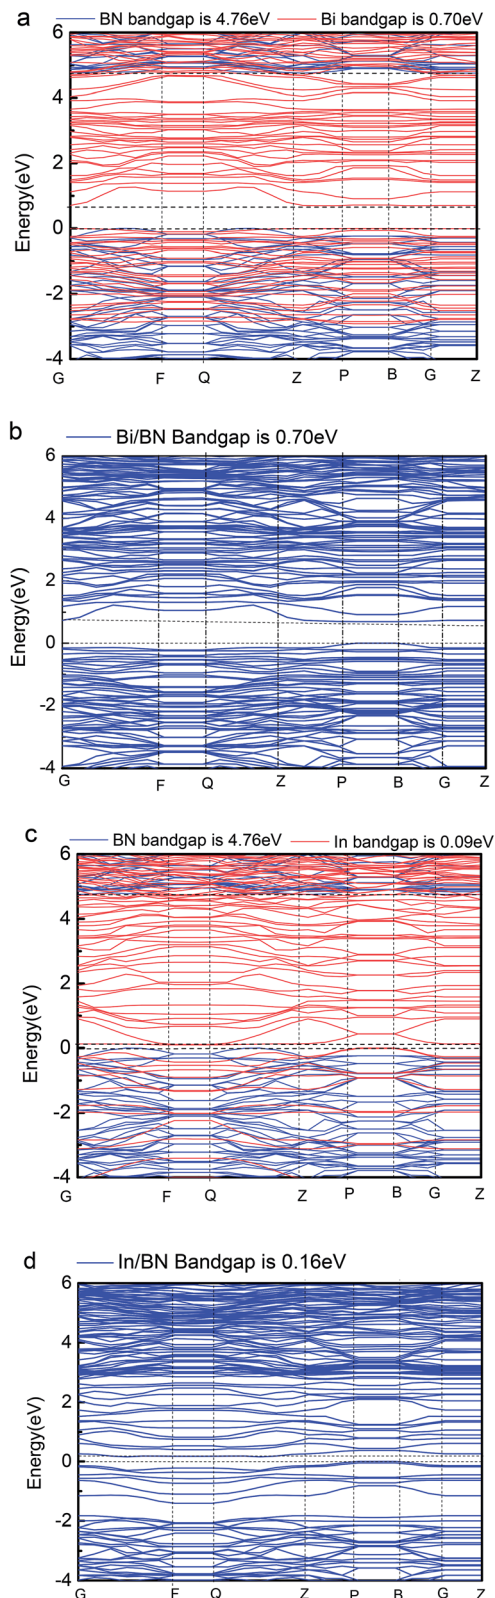 a
BN bandgap is 4.76eV Bi bandgap is 0.70eV
6
4
2
0
-2
-4
Energy(eV)
G F Q Z P B G Z
b
Bi/BN Bandgap is 0.70eV
6
4
2
0
-2
-4
Energy(eV)
G F Q Z P B G Z
c
BN bandgap is 4.76eV In bandgap is 0.09eV
6
4
2
0
-2
-4
Energy(eV)
G F Q Z P B G Z
d
In/BN Bandgap is 0.16eV
6
4
2
0
-2
-4
Energy(eV)
G F Q Z P B G Z